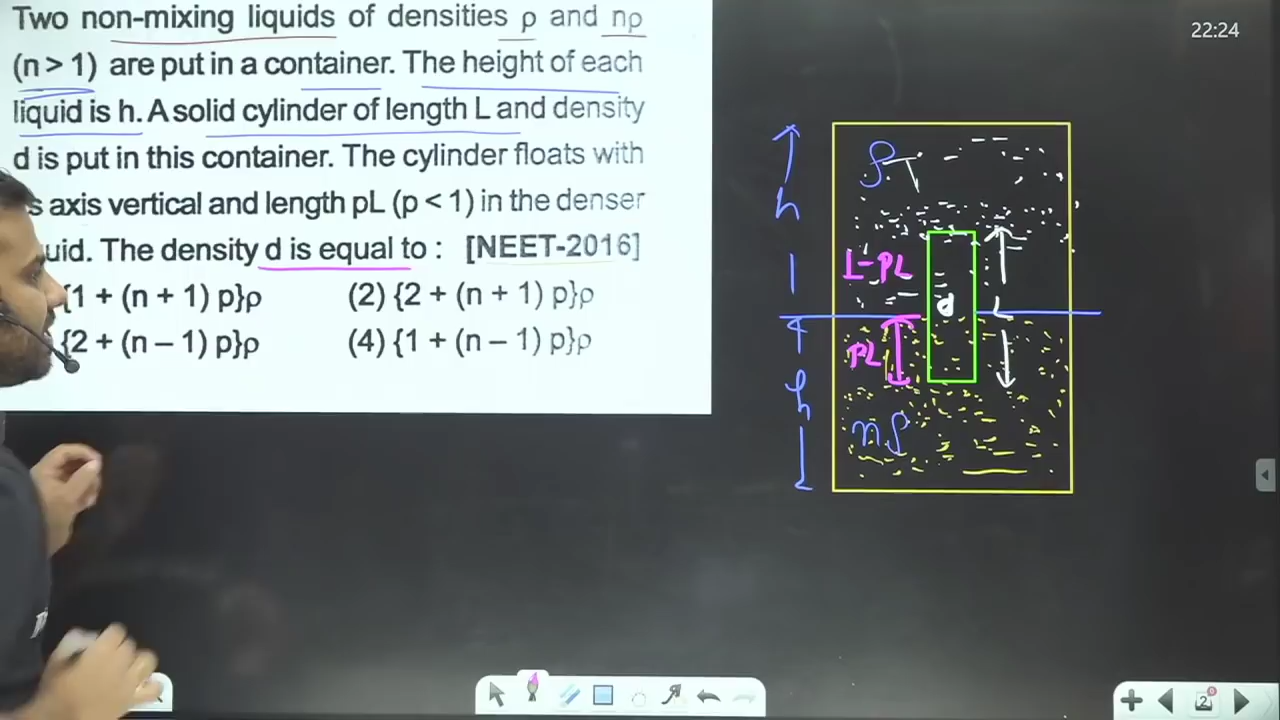 Two non-mixing liquids of densities ρ and nρ
(n > 1) are put in a container. The height of each
liquid is h. A solid cylinder of length L and density
d is put in this container. The cylinder floats with
s axis vertical and length pL (p < 1) in the denser
uid. The density d is equal to : [NEET-2016]
{1 + (n + 1) p}ρ (2) {2 + (n + 1) p}ρ
{2 + (n – 1) p}ρ (4) {1 + (n – 1) p}ρ
22:24
ρ
h
L-PL
d
L
PL
h
nρ
2